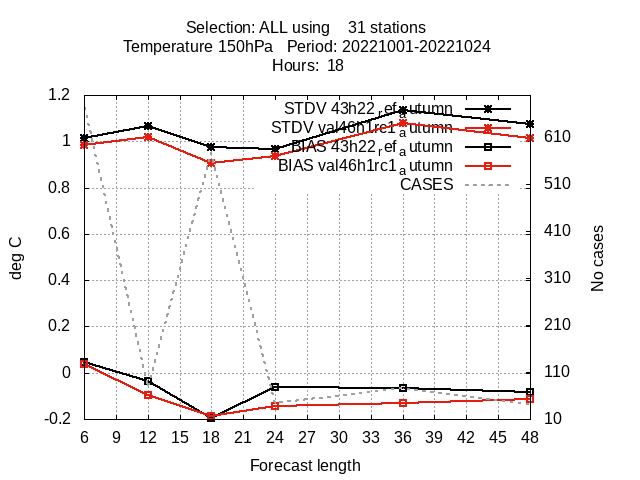 Selection: ALL using    31 stations
Temperature 150hPa   Period: 20221001-20221024
Hours: 18
STDV 43h22_ref_autumn
STDV val46h1rc1_autumn
BIAS 43h22_ref_autumn
BIAS val46h1rc1_autumn
CASES
1.2
1
0.8
0.6
0.4
0.2
0
-0.2
deg C
610
510
410
310
210
110
10
No cases
6 9 12 15 18 21 24 27 30 33 36 39 42 45 48
Forecast length